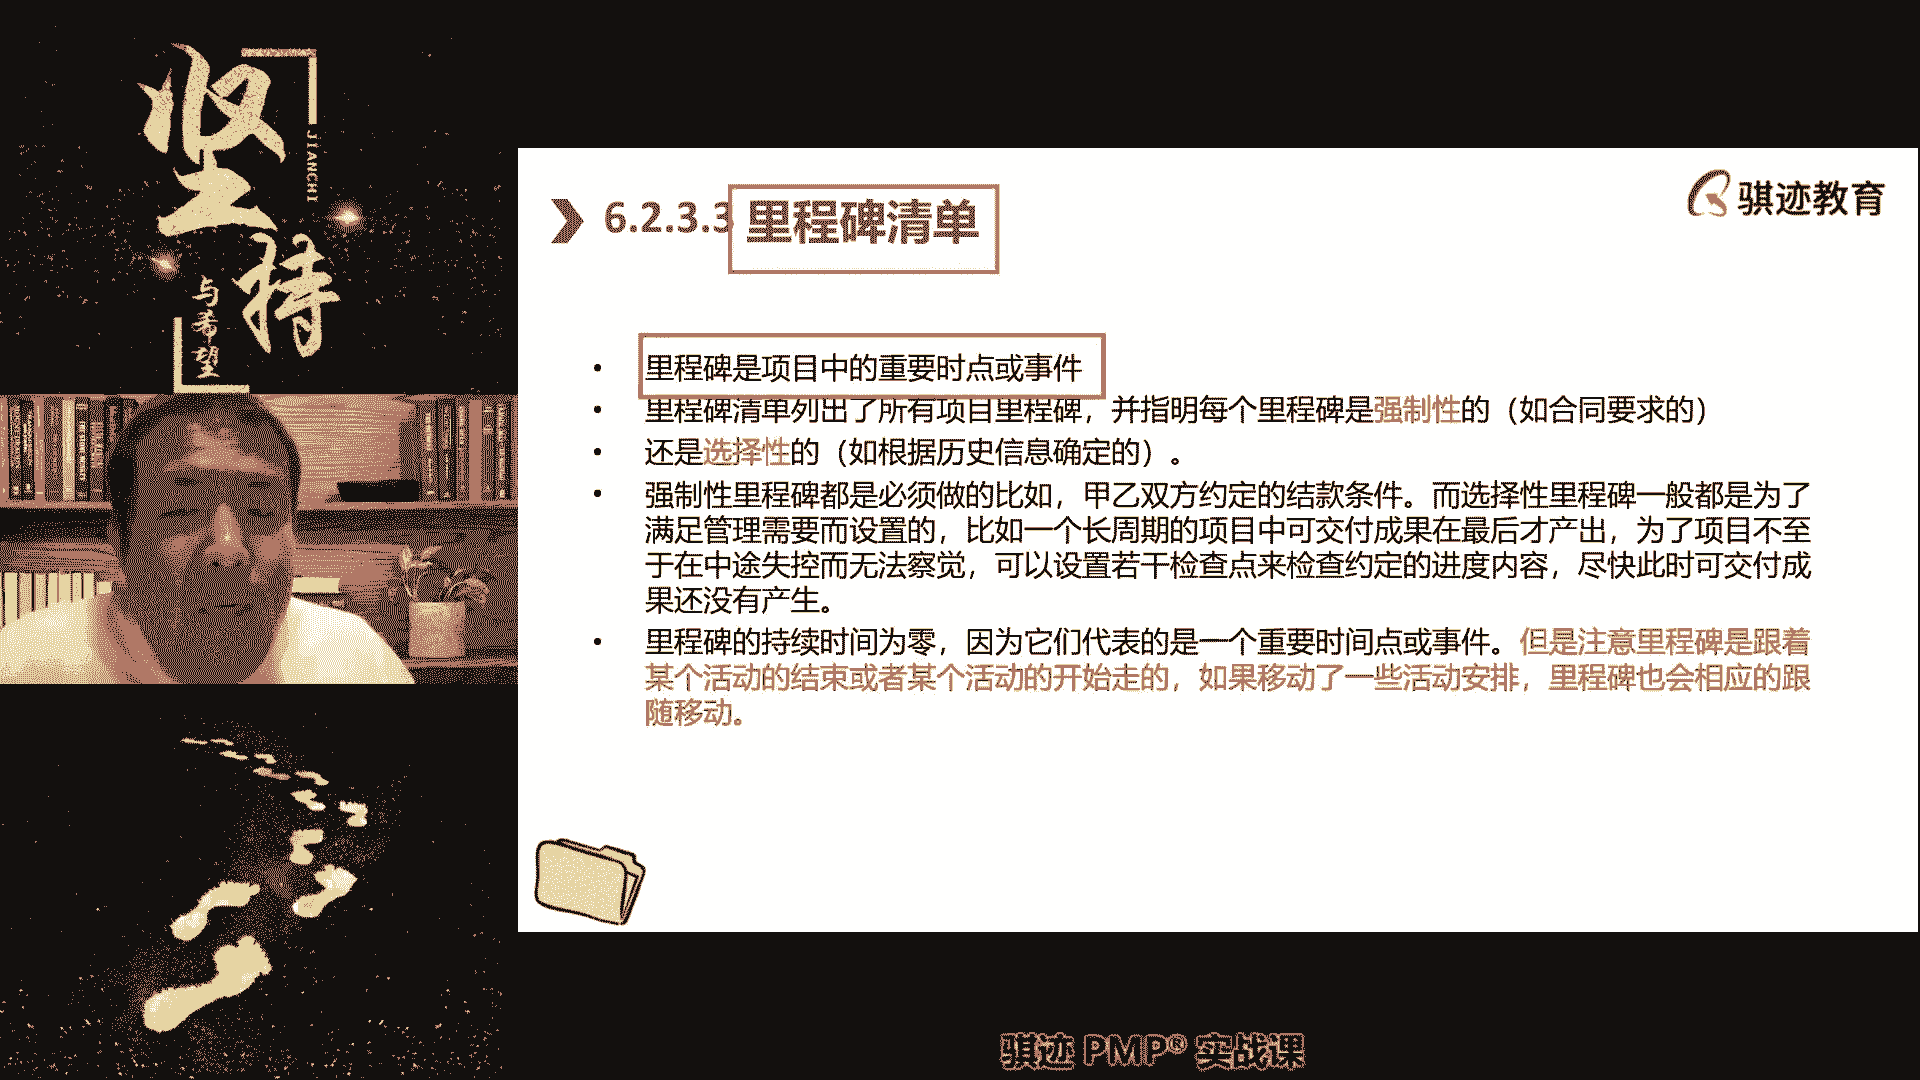 坚持
JIANCHI
与希望
6.2.3.3 里程碑清单
骐迹教育
• 里程碑是项目中的重要时点或事件
• 里程碑清单列出了所有项目里程碑，并指明每个里程碑是强制性的（如合同要求的）
• 还是选择性的（如根据历史信息确定的）。
• 强制性里程碑都是必须做的比如，甲乙双方约定的结款条件。而选择性里程碑一般都是为了
满足管理需要而设置的，比如一个长周期的项目中可交付成果在最后才产出，为了项目不至
于在中途失控而无法察觉，可以设置若干检查点来检查约定的进度内容，尽快此时可交付成
果还没有产生。
• 里程碑的持续时间为零，因为它们代表的是一个重要时间点或事件。但是注意里程碑是跟着
某个活动的结束或者某个活动的开始走的，如果移动了一些活动安排，里程碑也会相应的跟
随移动。
骐迹 PMP® 实战课